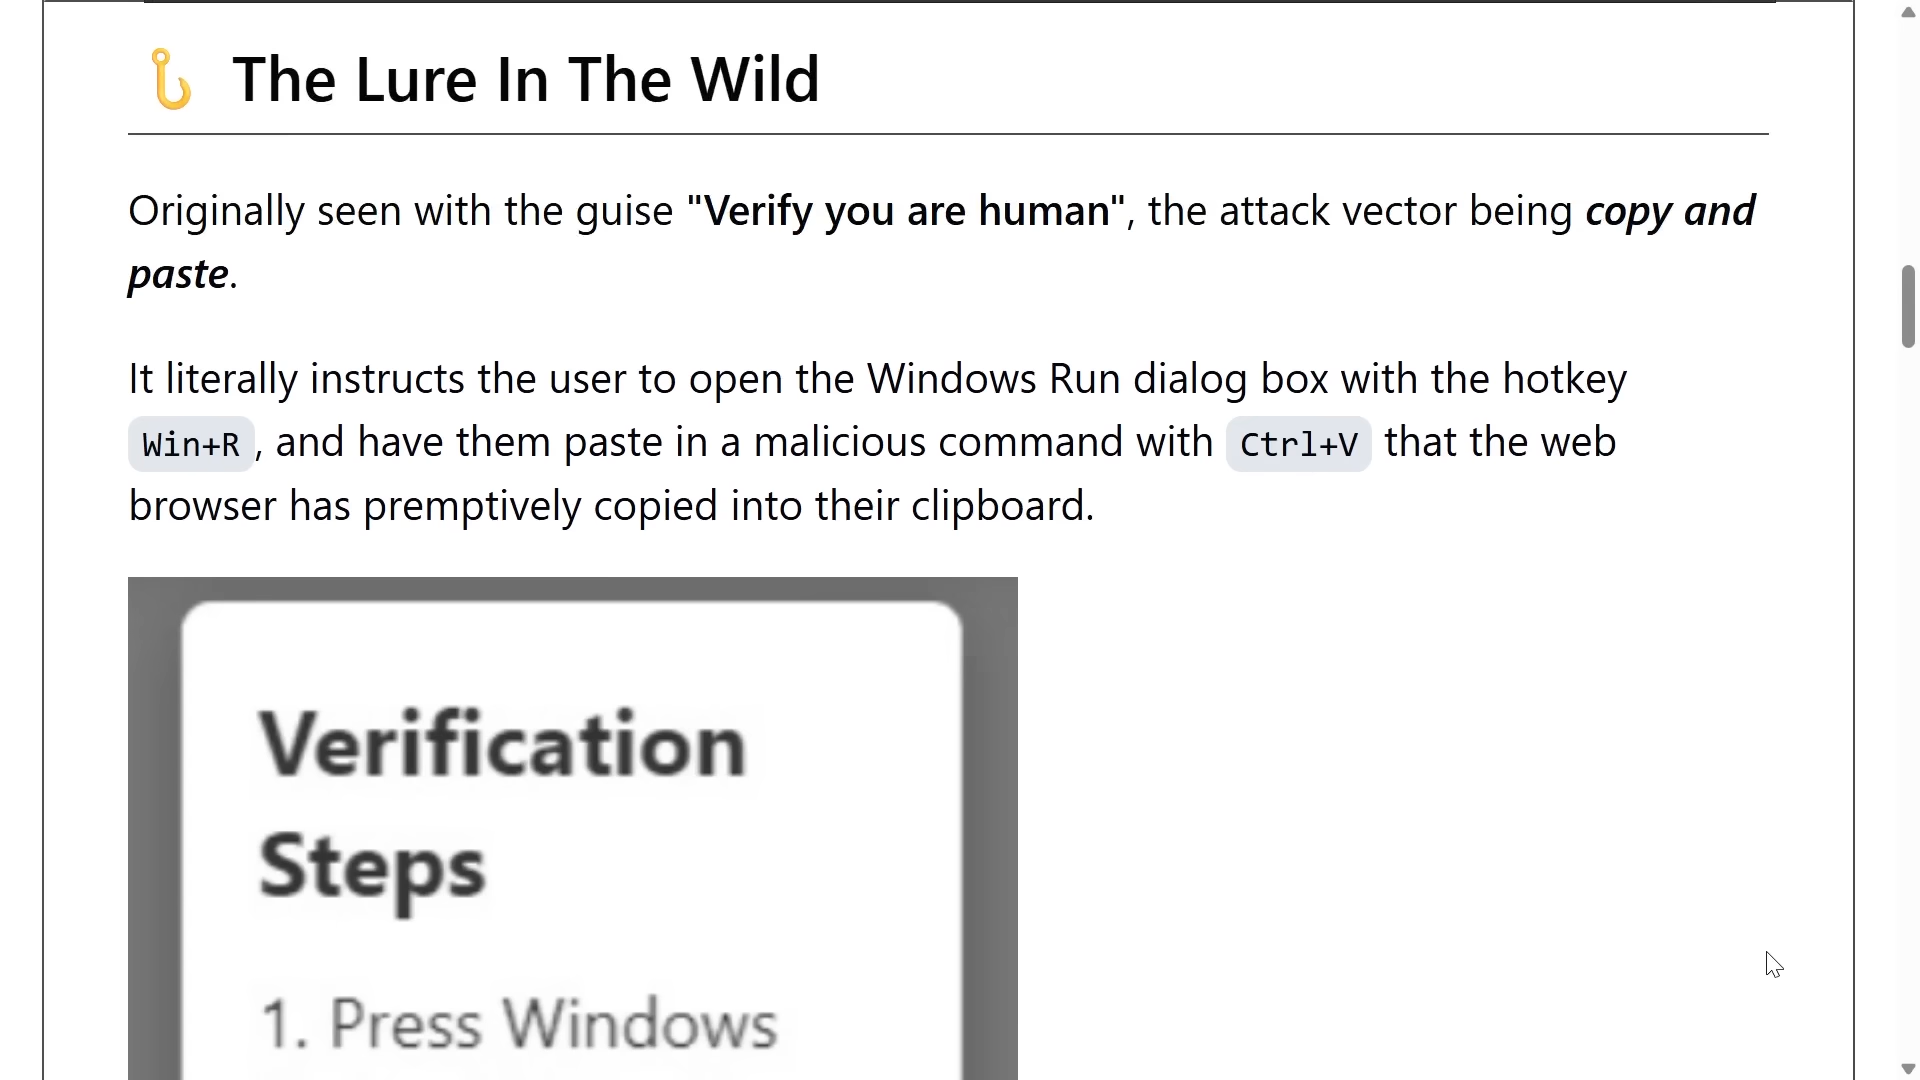 The Lure In The Wild
Originally seen with the guise "Verify you are human", the attack vector being copy and
paste.
It literally instructs the user to open the Windows Run dialog box with the hotkey
Win+R, and have them paste in a malicious command with Ctrl+V that the web
browser has premptively copied into their clipboard.
Verification
Steps
1. Press Windows